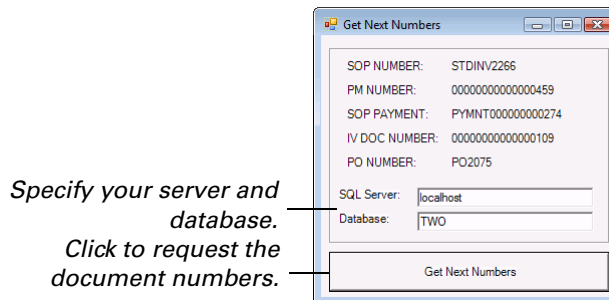 Get Next Numbers
SOP NUMBER: STDINV2266
PM NUMBER: 00000000000000459
SOP PAYMENT: PYMNT000000000274
IV DOC NUMBER: 00000000000000109
PO NUMBER: PO2075
Specify your server and
database.
SQL Server: localhost
Database: TWO
Click to request the
document numbers.
Get Next Numbers